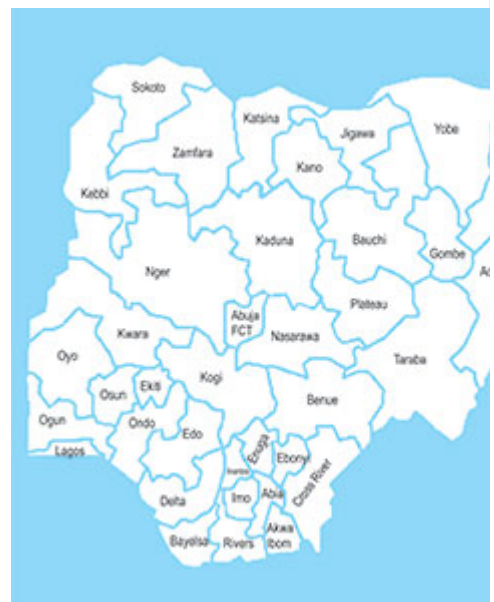 Sokoto
Katsina
Jigawa
Yobe
Zamfara
Kano
Kebbi
Kaduna
Bauchi
Gombe
Nger
Plateau
Abuja
FCT
Nasarawa
Kwara
Taraba
Oyo
Kogi
Ekiti
Osun
Benue
Ogun
Ondo
Edo
Lagos
Enugu
Ebony
Cross River
Delta
Imo
Abia
Akwa
Ibom
Bayelsa
Rivers